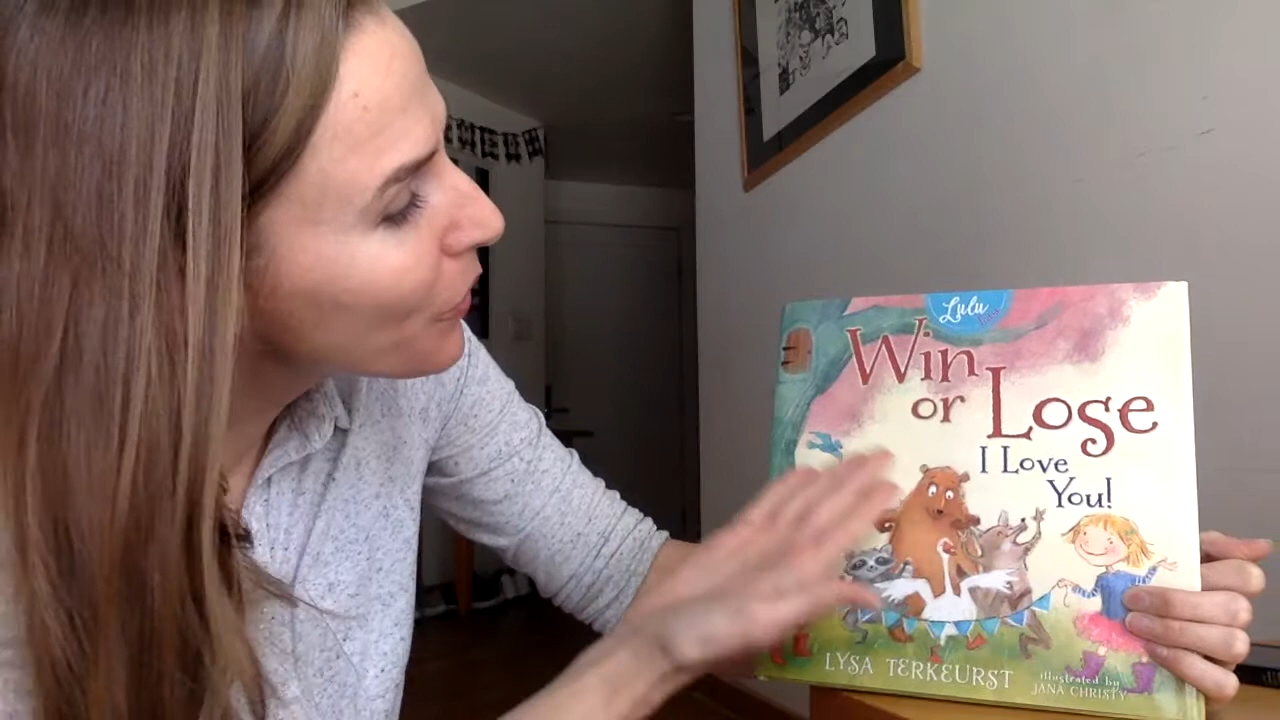 Lulu
Win
or Lose
I Love
You!
LYSA TERKEURST
illustrated by
JANA CHRISTY